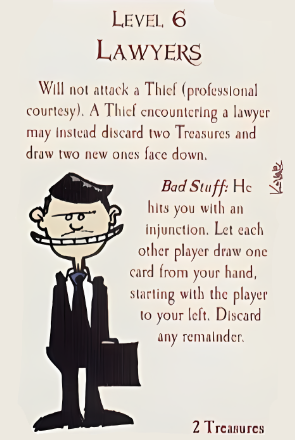 Level 6
Lawyers
Will not attack a Thief (professional
courtesy). A Thief encountering a lawyer
may instead discard two Treasures and
draw two new ones face down.
Bad Stuff: He
hits you with an
injunction. Let each
other player draw one
card from your hand,
starting with the player
to your left. Discard
any remainder.
Kovalic
2 Treasures